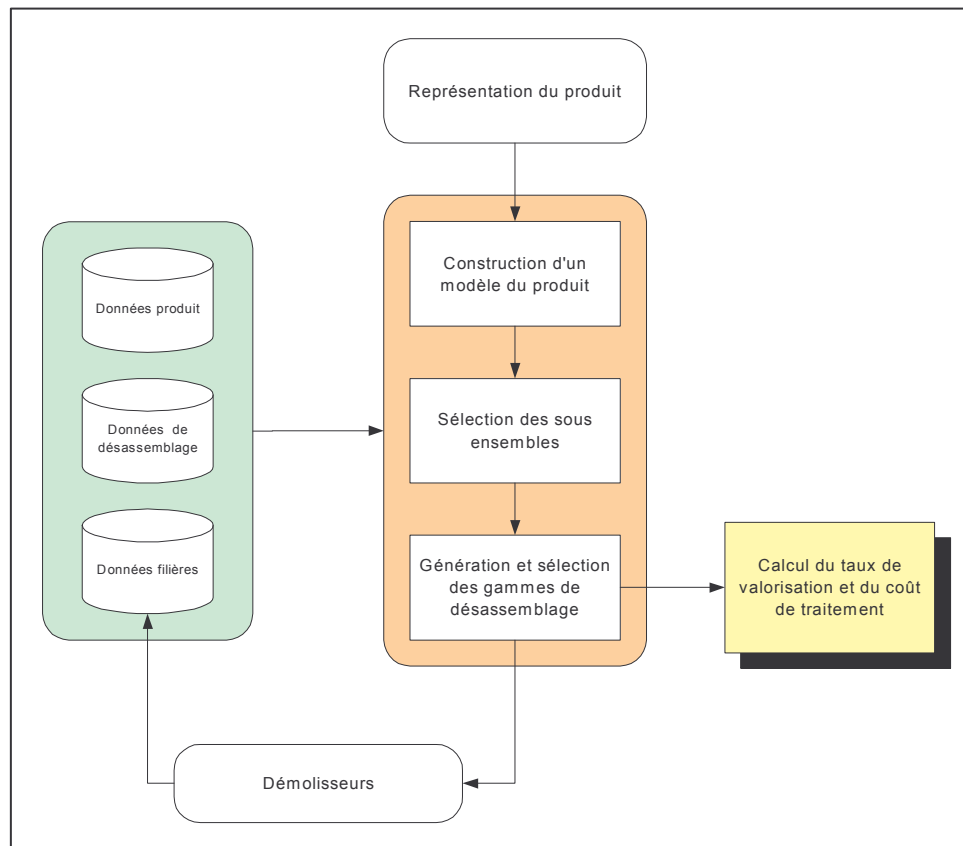 Représentation du produit
Construction d'un
modèle du produit
Données produit
Données de
désassemblage
Sélection des sous
ensembles
Données filières
Génération et sélection
des gammes de
désassemblage
Calcul du taux de
valorisation et du coût
de traitement
Démolisseurs